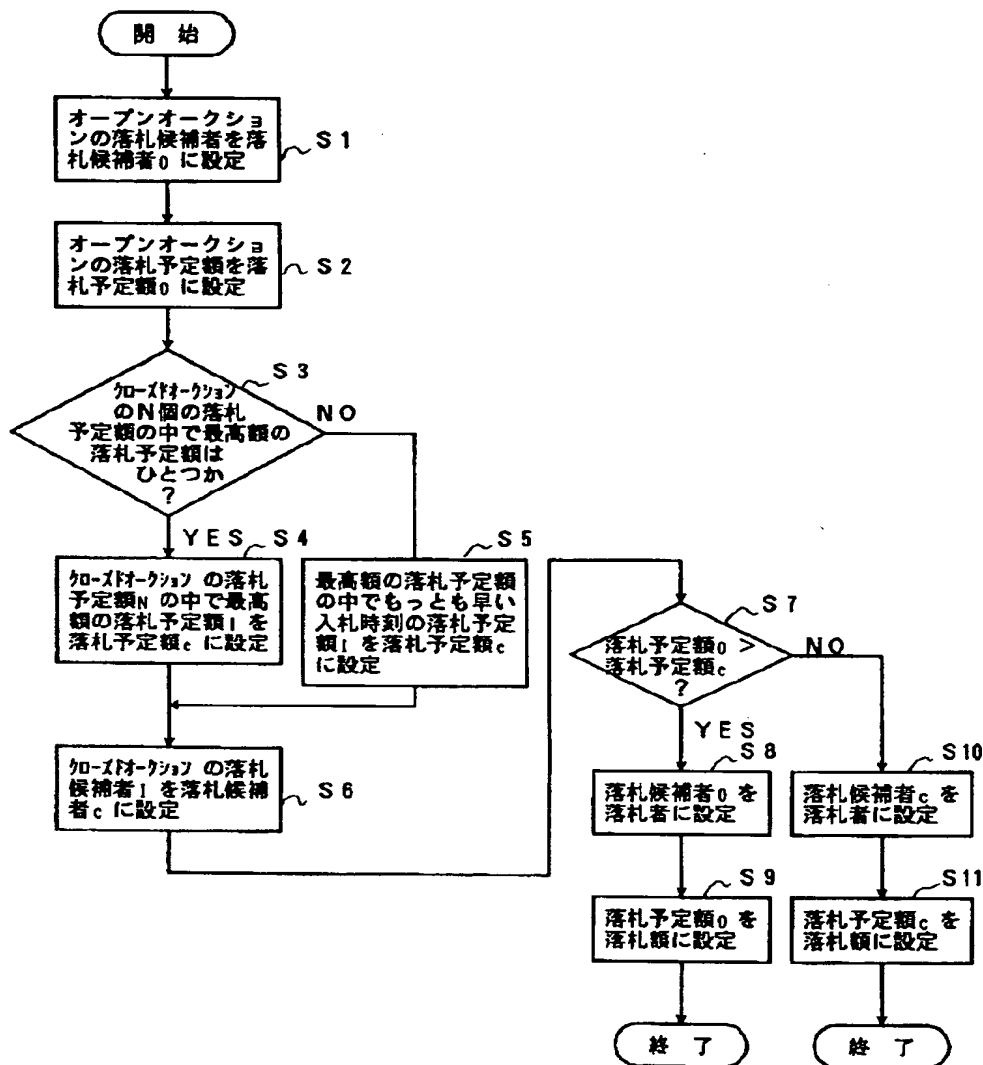 開 始
オープンオークショ
ンの落札候補者を落
札候補者O に設定
S1
オープンオークショ
ンの落札予定額を落
札予定額O に設定
S2
S3
クローズドオークション
のN個の落札
予定額の中で最高額の
落札予定額は
ひとつか
?
NO
YES
S4
クローズドオークション の落札
予定額N の中で最高
額の落札予定額I を
落札予定額C に設定
S5
最高額の落札予定額
の中でもっとも早い
入札時刻の落札予定
額I を落札予定額C
に設定
クローズドオークション の落札
候補者I を落札候補
者C に設定
S6
S7
落札予定額O >
落札予定額C
?
NO
YES
S8
落札候補者O を
落札者に設定
S9
落札予定額O を
落札額に設定
終 了
S10
落札候補者C を
落札者に設定
S11
落札予定額C を
落札額に設定
終 了